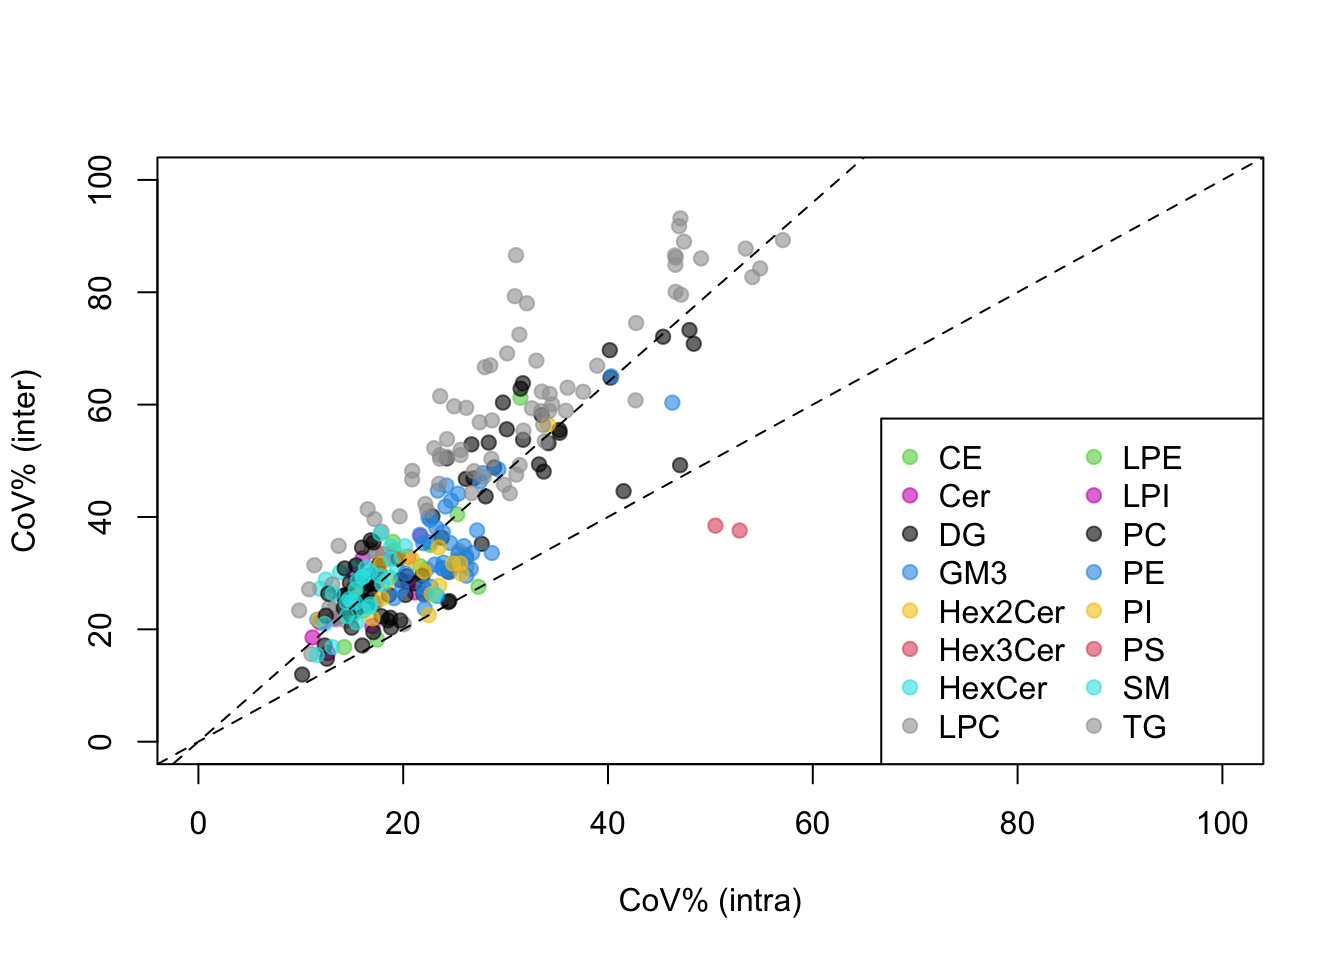 CoV% (inter)
100
80
60
40
20
0
0 20 40 60 80 100
CoV% (intra)
CE LPE
Cer LPI
DG PC
GM3 PE
Hex2Cer PI
Hex3Cer PS
HexCer SM
LPC TG